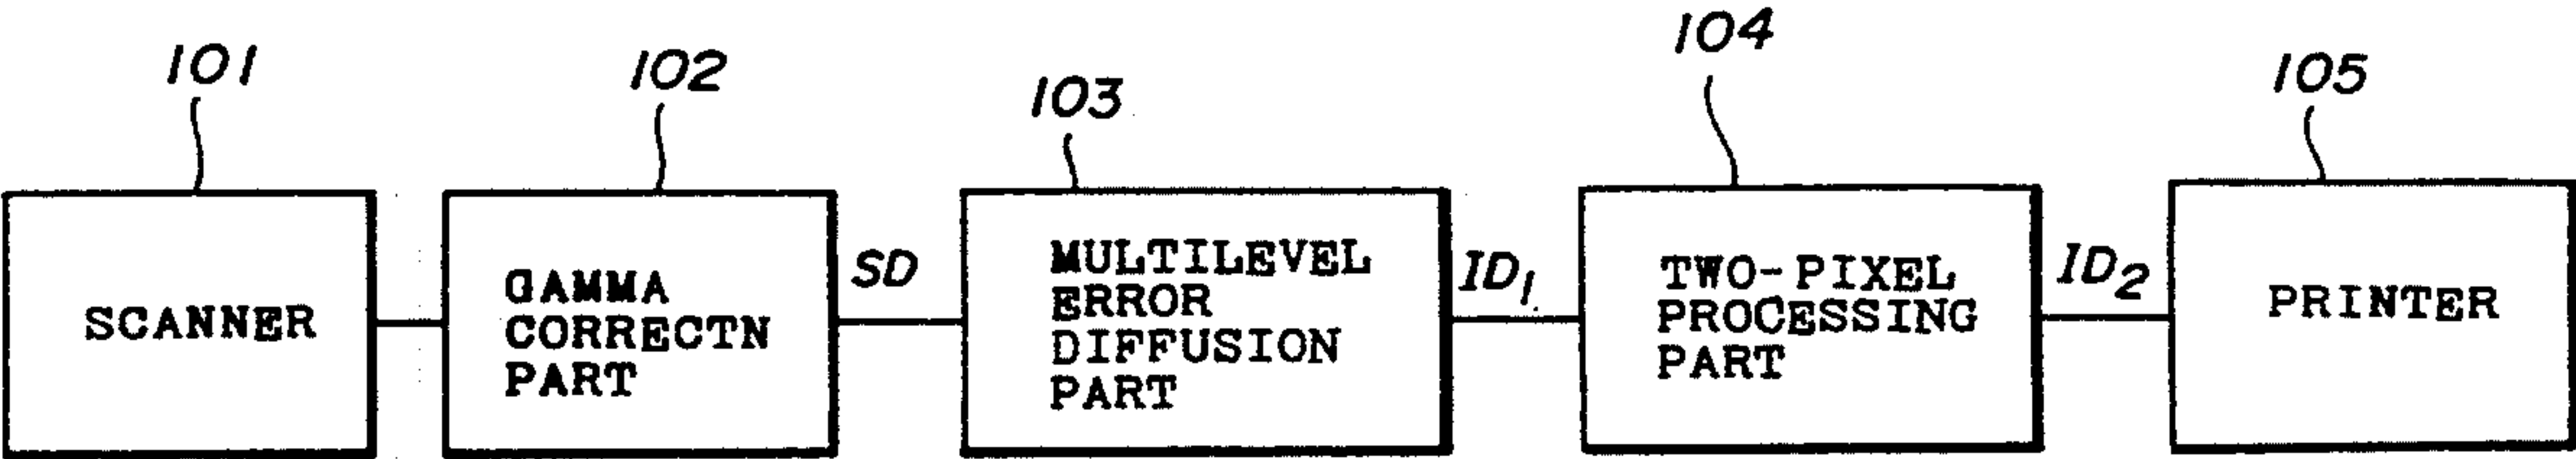 101
102
103
104
105
SCANNER
GAMMA
CORRECTN
PART
SD
MULTILEVEL
ERROR
DIFFUSION
PART
ID1
TWO-PIXEL
PROCESSING
PART
ID2
PRINTER